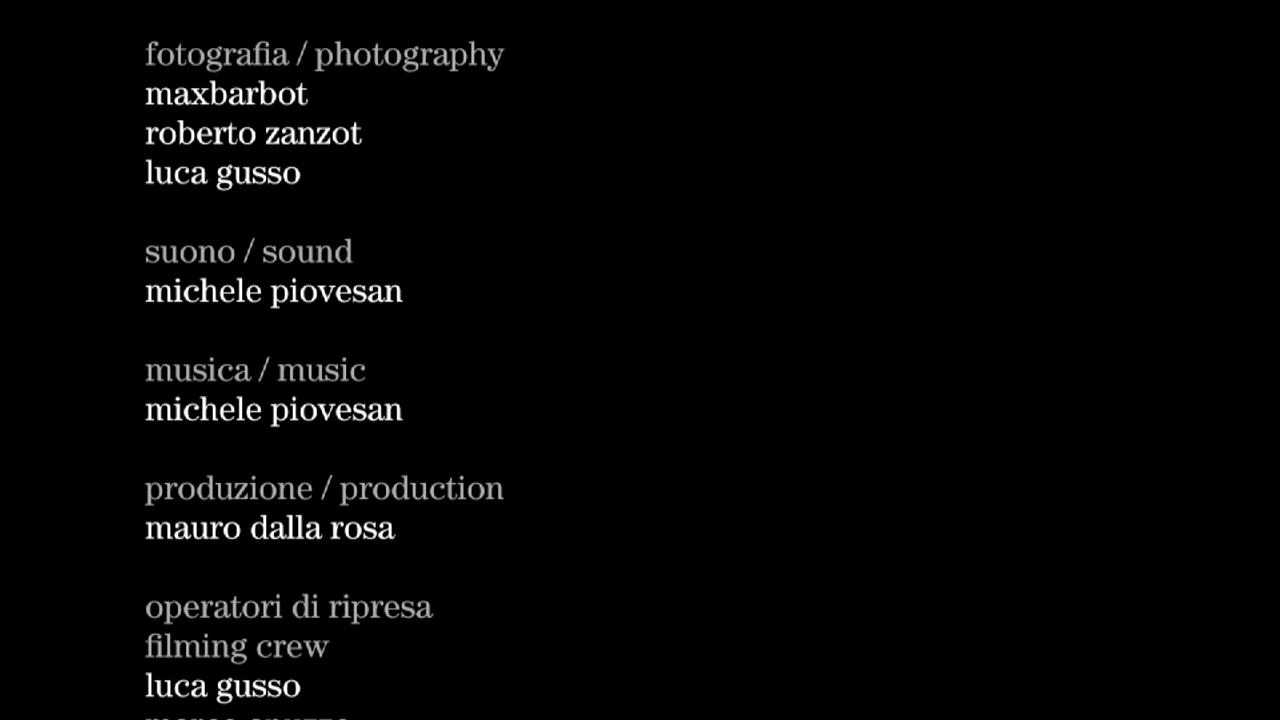 fotografia / photography
maxbarbot
roberto zanzot
luca gusso
suono / sound
michele piovesan
musica / music
michele piovesan
produzione / production
mauro dalla rosa
operatori di ripresa
filming crew
luca gusso